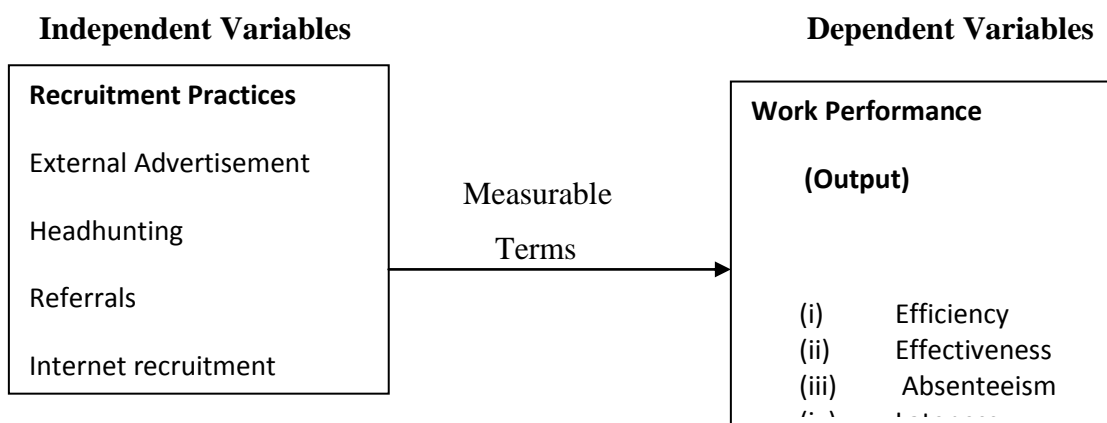 Independent Variables
Dependent Variables
Recruitment Practices
External Advertisement
Headhunting
Referrals
Internet recruitment
Measurable
Terms
Work Performance
(Output)
(i) Efficiency
(ii) Effectiveness
(iii) Absenteeism